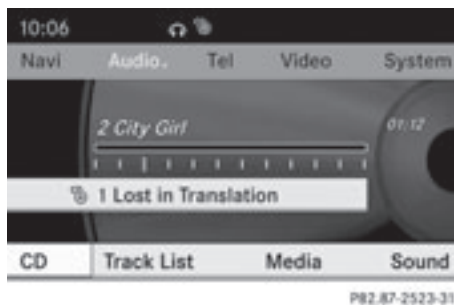 10:06
Navi Audio Tel Video System
2 City Girl 01:12
1 Lost in Translation
CD Track List Media Sound
P82.87-2523-31